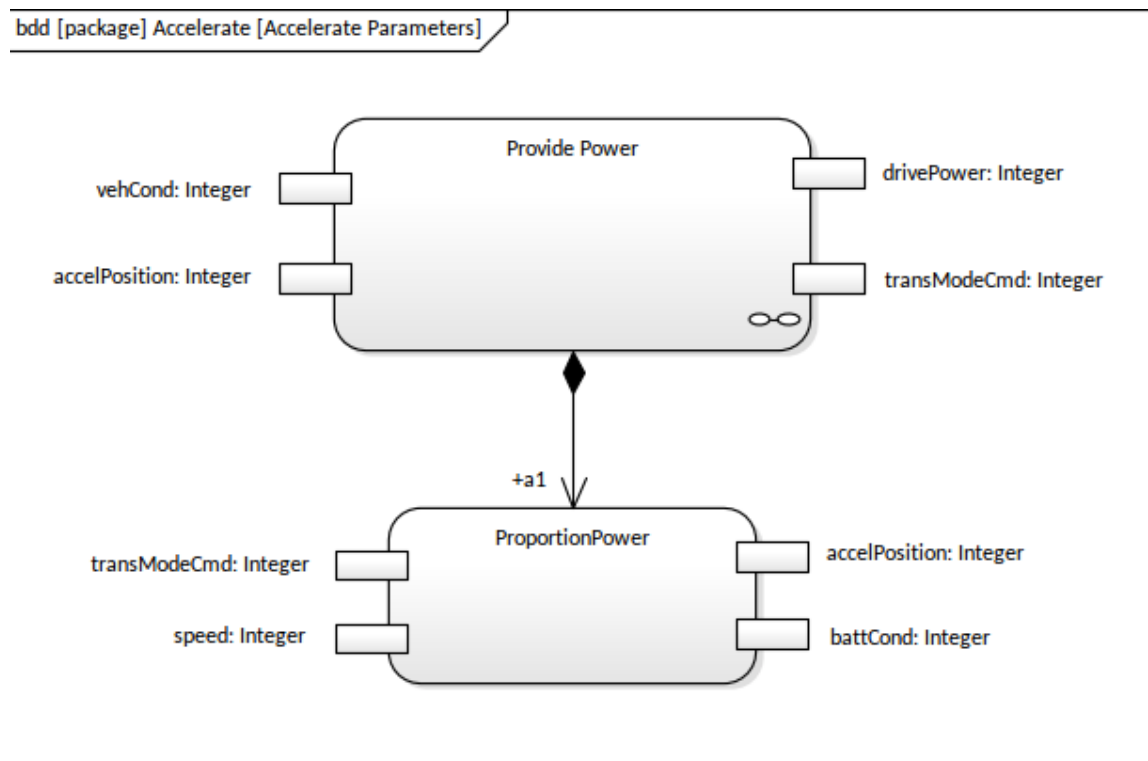 bdd [package] Accelerate [Accelerate Parameters]
Provide Power
vehCond: Integer
drivePower: Integer
accelPosition: Integer
transModeCmd: Integer
+a1
ProportionPower
transModeCmd: Integer
accelPosition: Integer
speed: Integer
battCond: Integer